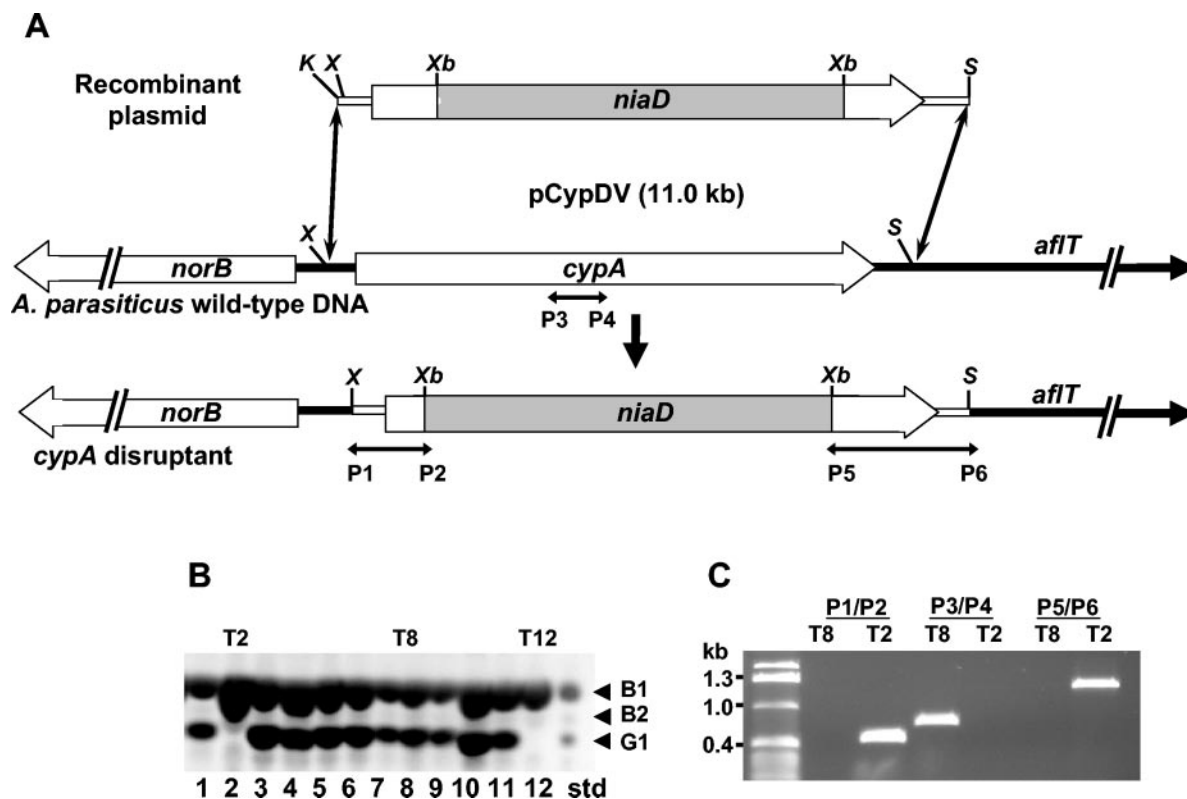 A
K X Xb Xb S
Recombinant
plasmid
niaD
pCypDV (11.0 kb)
X S
norB cypA aflT
A. parasiticus wild-type DNA
P3 P4
X Xb Xb S
norB niaD aflT
cypA disruptant
P1 P2 P5 P6
B
T2 T8 T12
B1
B2
G1
1 2 3 4 5 6 7 8 9 10 11 12 std
C
P1/P2 P3/P4 P5/P6
T8 T2 T8 T2 T8 T2
kb
1.3
1.0
0.4